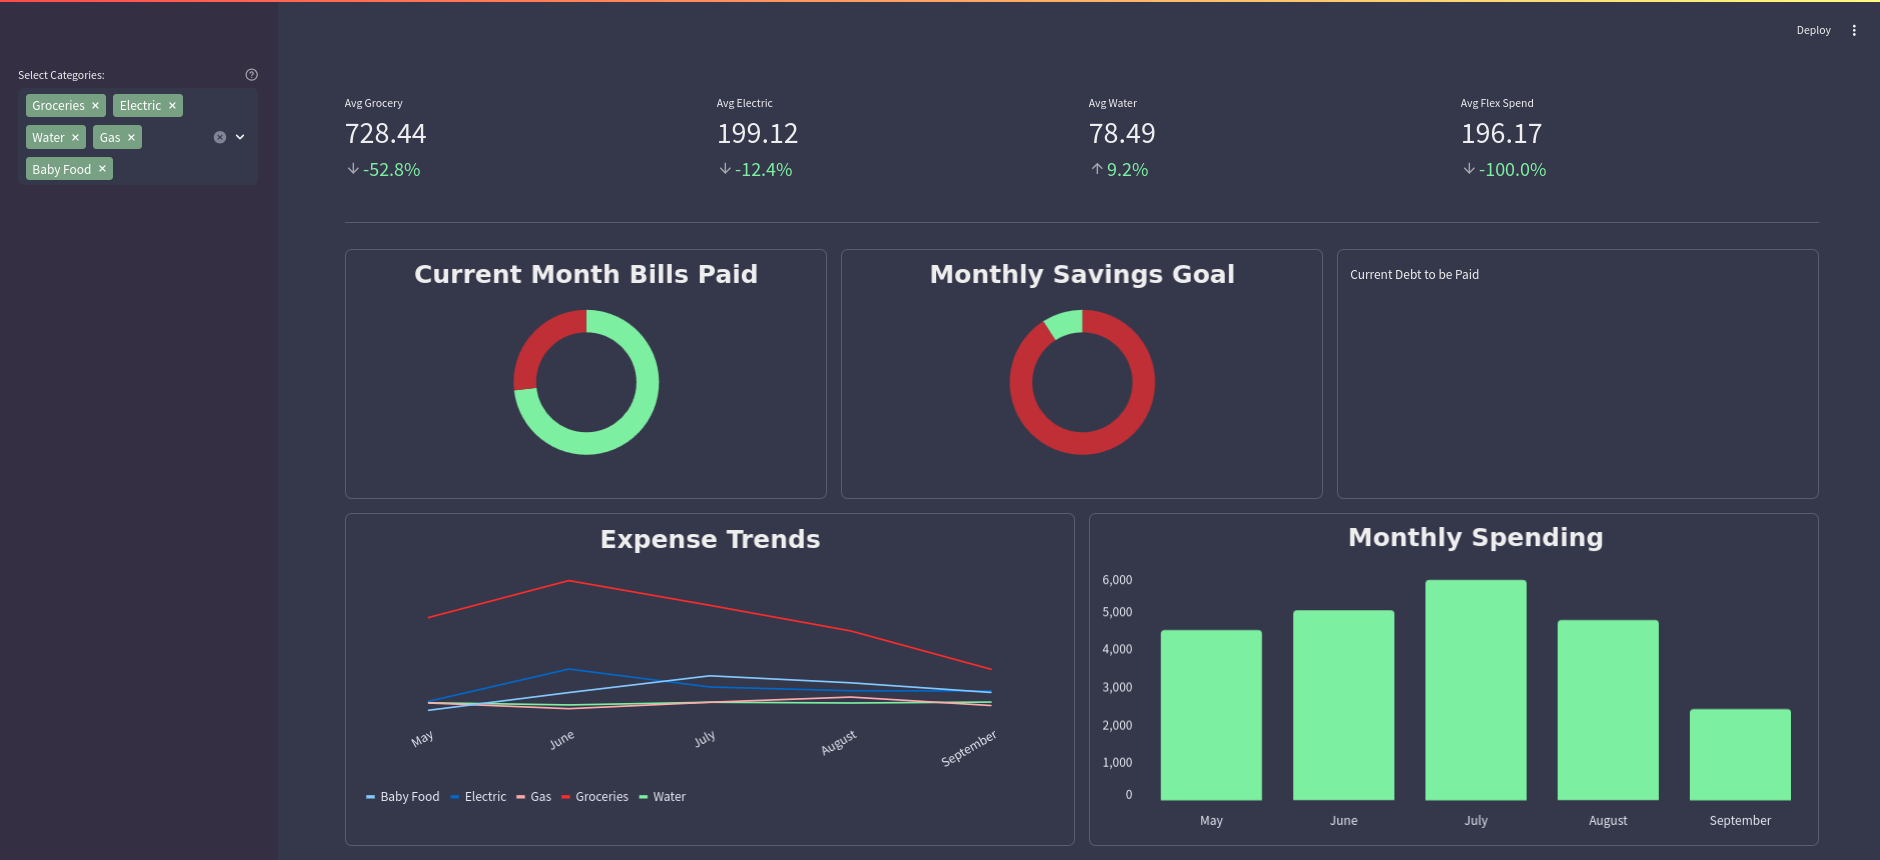 Deploy
Select Categories:
Groceries × Electric ×
Water × Gas ×
Baby Food ×
Avg Grocery
728.44
-52.8%
Avg Electric
199.12
-12.4%
Avg Water
78.49
9.2%
Avg Flex Spend
196.17
-100.0%
Current Month Bills Paid
Monthly Savings Goal
Current Debt to be Paid
Expense Trends
May June July August September
Baby Food Electric Gas Groceries Water
Monthly Spending
6,000
5,000
4,000
3,000
2,000
1,000
0
May June July August September